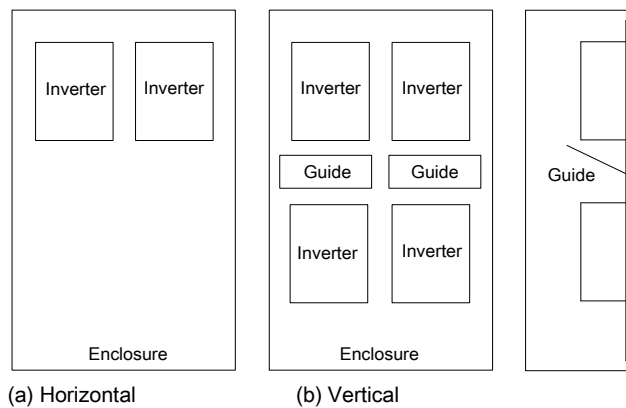 Inverter Inverter
Enclosure
(a) Horizontal
Inverter Inverter
Guide Guide
Inverter Inverter
Enclosure
(b) Vertical
Guide